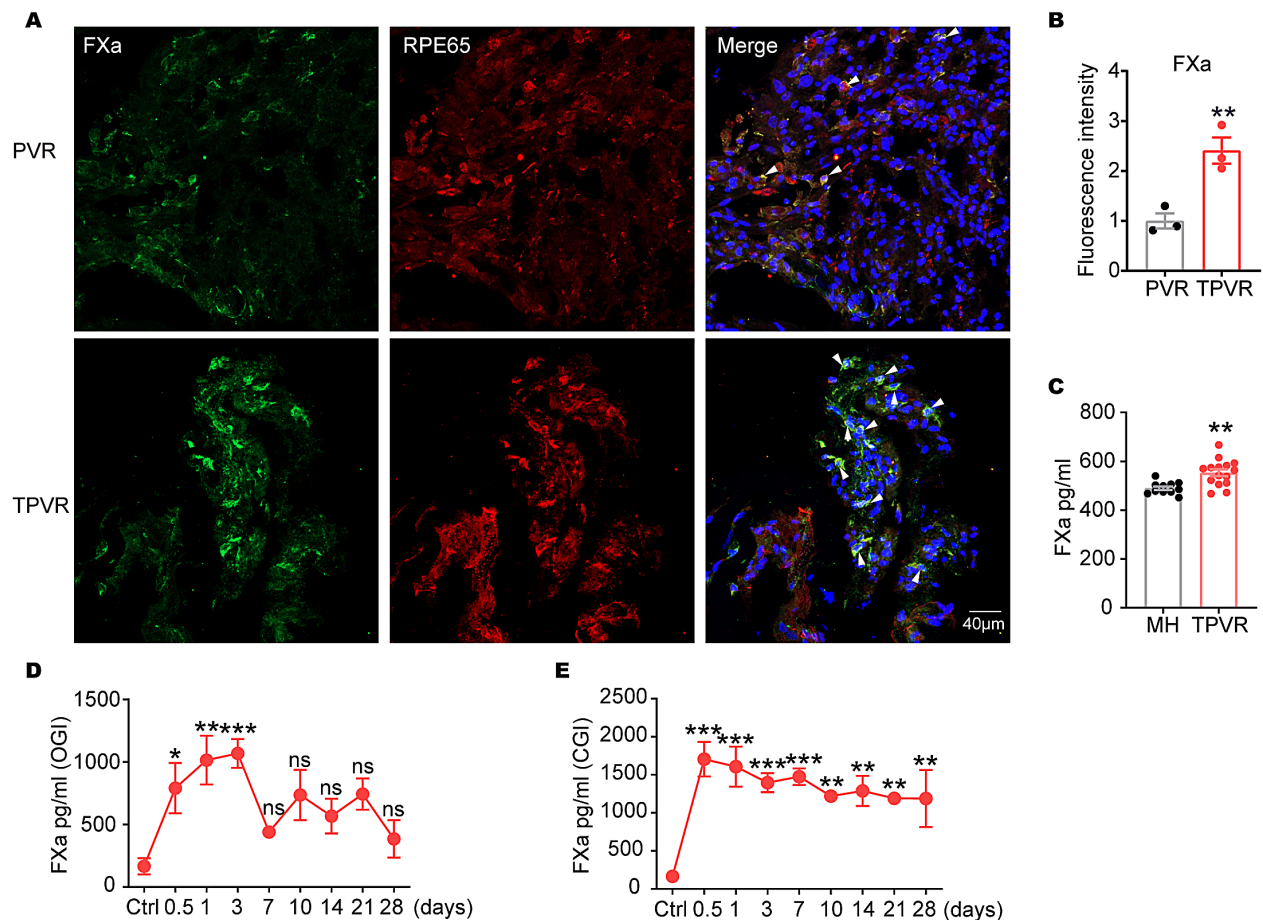 A
FXa
RPE65
Merge
PVR
TPVR
40μm
B
FXa
Fluorescence intensity
4
3
2
1
0
**
PVR TPVR
C
FXa pg/ml
800
600
400
200
0
**
MH TPVR
D
FXa pg/ml (OGI)
1500
1000
500
0
* ** *** ns ns ns ns ns
Ctrl 0.5 1 3 7 10 14 21 28 (days)
E
FXa pg/ml (CGI)
2500
2000
1500
1000
500
0
*** *** *** *** ** ** ** **
Ctrl 0.5 1 3 7 10 14 21 28 (days)